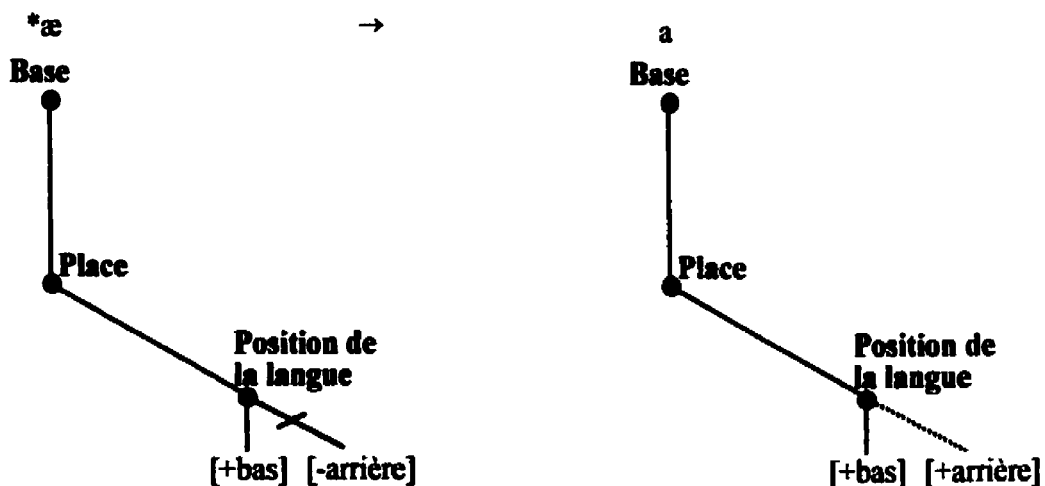 *æ → a
Base Base
Place Place
Position de Position de
la langue la langue
[+bas] [-arrière] [+bas] [+arrière]